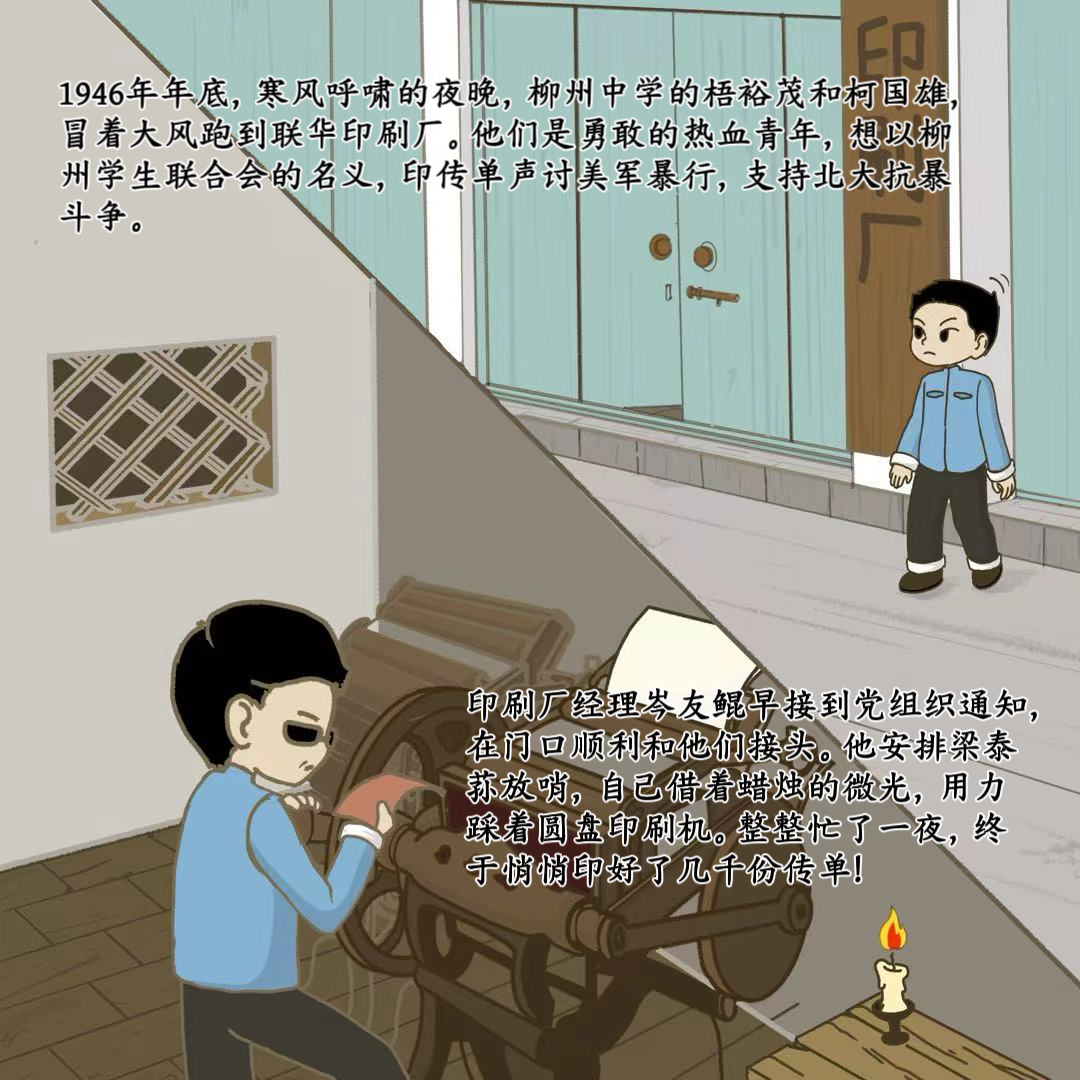 1946年年底，寒风呼啸的夜晚，柳州中学的梧裕茂和柯国雄，
冒着大风跑到联华印刷厂。他们是勇敢的热血青年，想以柳
州学生联合会的名义，印传单声讨美军暴行，支持北大抗暴
斗争。
印刷厂
印刷厂经理岑友鲲早接到党组织通知，
在门口顺利和他们接头。他安排梁泰
荪放哨，自己借着蜡烛的微光，用力
踩着圆盘印刷机。整整忙了一夜，终
于悄悄印好了几千份传单！